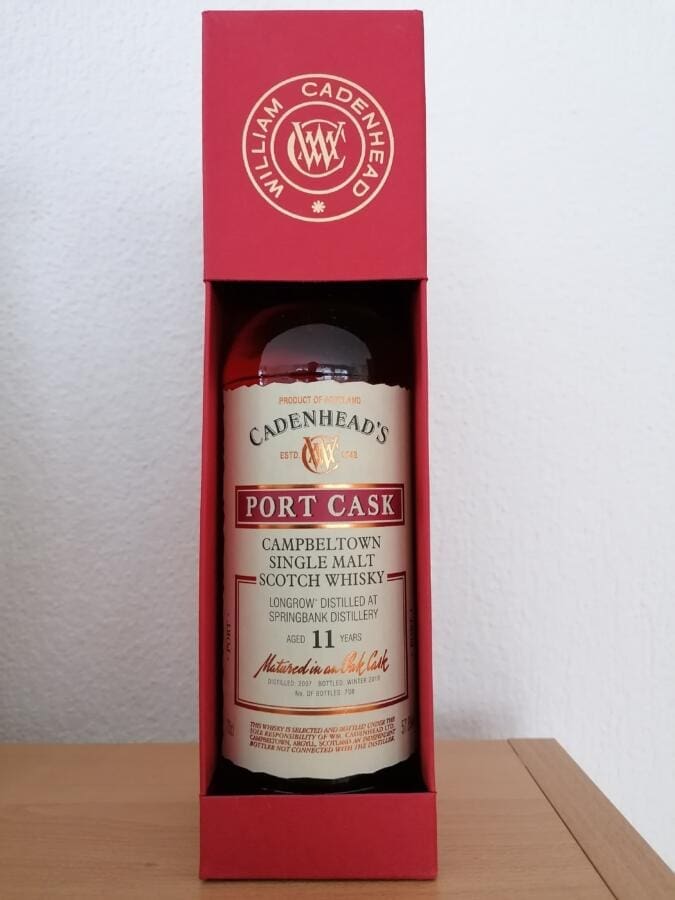 WILLIAM CADENHEAD
PRODUCT OF SCOTLAND
CADENHEAD'S
ESTD. 1842
PORT CASK
CAMPBELTOWN
SINGLE MALT
SCOTCH WHISKY
LONGROW* DISTILLED AT
SPRINGBANK DISTILLERY
AGED 11 YEARS
Matured in an Oak Cask
DISTILLED: 2007 BOTTLED: WINTER 2018
No. OF BOTTLES: 708
THIS WHISKY IS SELECTED AND BOTTLED UNDER THE
SOLE RESPONSIBILITY OF WM. CADENHEAD LTD.
CAMPBELTOWN, ARGYLL, SCOTLAND AN INDEPENDENT
BOTTLER NOT CONNECTED WITH THE DISTILLER.
PORT